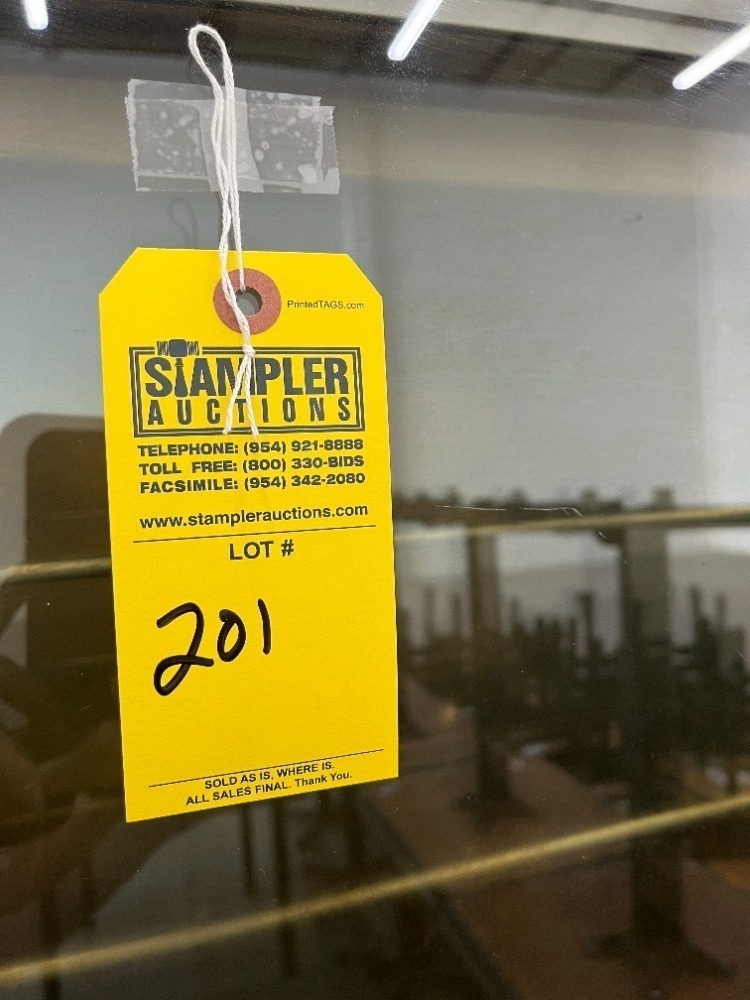 PrintedTAGS.com
STAMPLER
AUCTIONS
TELEPHONE: (954) 921-8888
TOLL FREE: (800) 330-BIDS
FACSIMILE: (954) 342-2080
www.stamplerauctions.com
LOT #
201
SOLD AS IS, WHERE IS.
ALL SALES FINAL. Thank You.